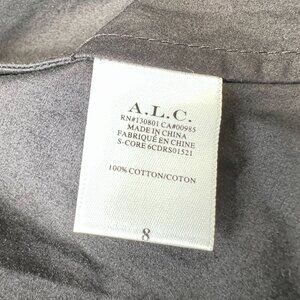 A.L.C.
RN#130801 CA#00985
MADE IN CHINA
FABRIQUÉ EN CHINE
S-CORE 6CDRS01521
100% COTTON/COTON
8